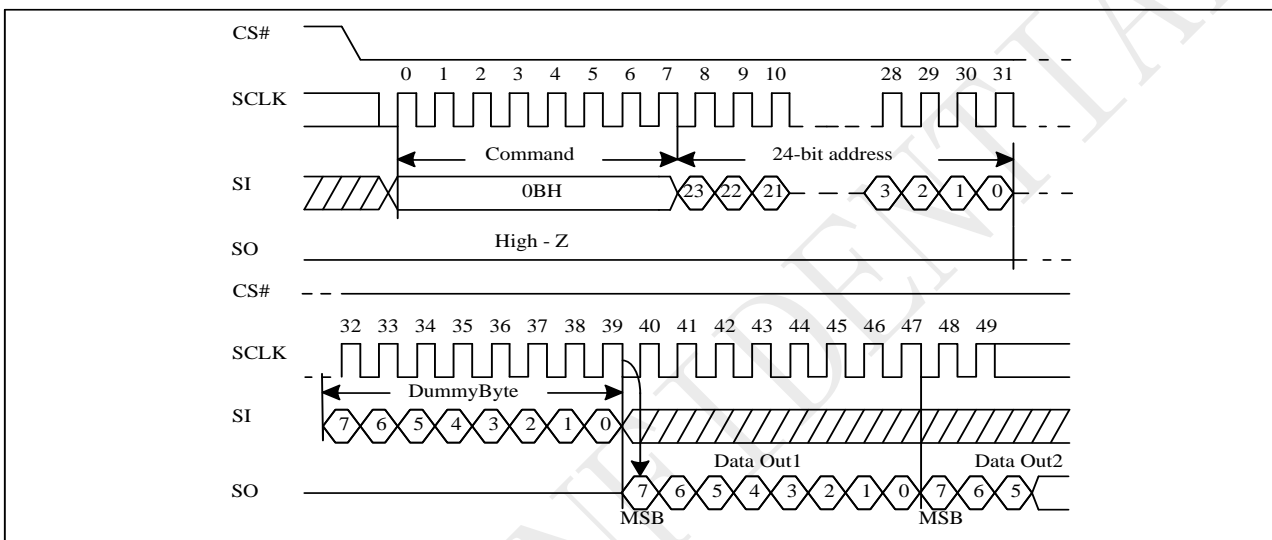 CS#
0 1 2 3 4 5 6 7 8 9 10 28 29 30 31
SCLK
Command 24-bit address
SI 0BH 23 22 21 3 2 1 0
High - Z
SO
CS#
32 33 34 35 36 37 38 39 40 41 42 43 44 45 46 47 48 49
SCLK
DummyByte
SI 7 6 5 4 3 2 1 0
Data Out1 Data Out2
SO 7 6 5 4 3 2 1 0 7 6 5
MSB MSB